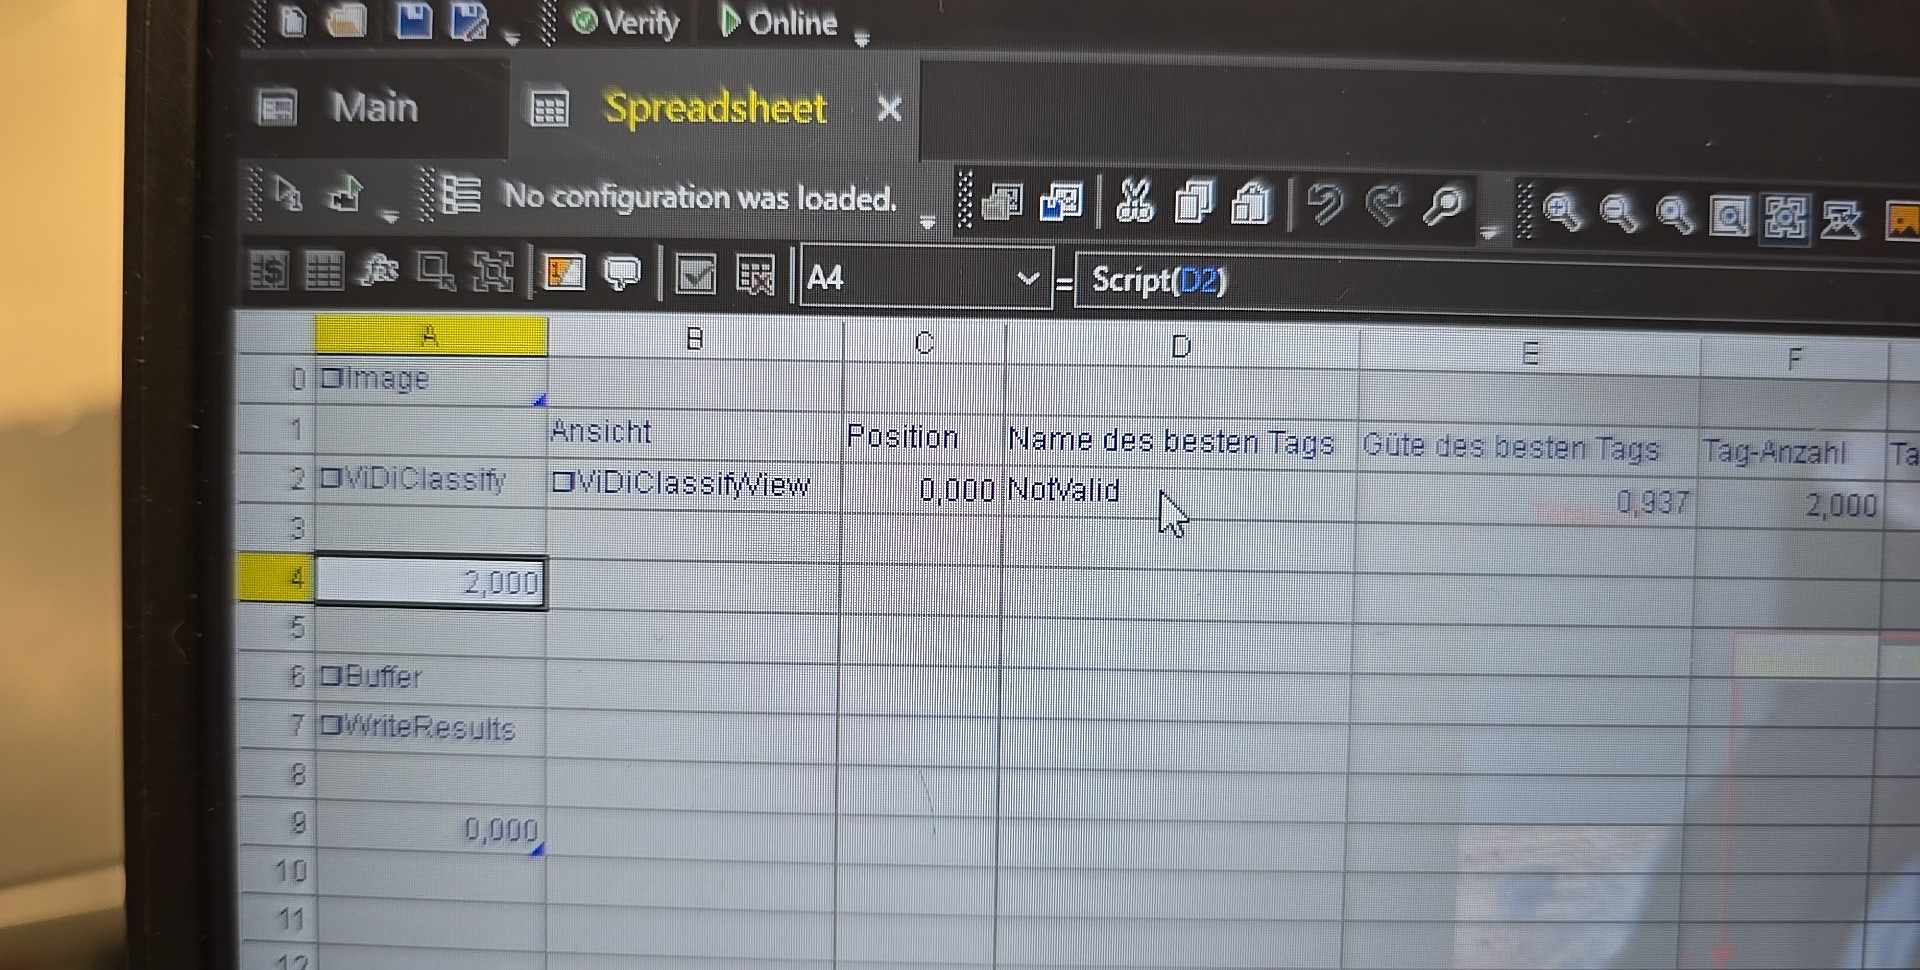 Verify Online
Main Spreadsheet
No configuration was loaded.
A4 = Script(D2)
A B C D E F
0 Image
1 Ansicht Position Name des besten Tags Güte des besten Tags Tag-Anzahl Ta
2 ViDiClassify ViDiClassifyView 0,000 NotValid 0,937 2,000
3
4 2,000
5
6 Buffer
7 WriteResults
8
9 0,000
10
11
12